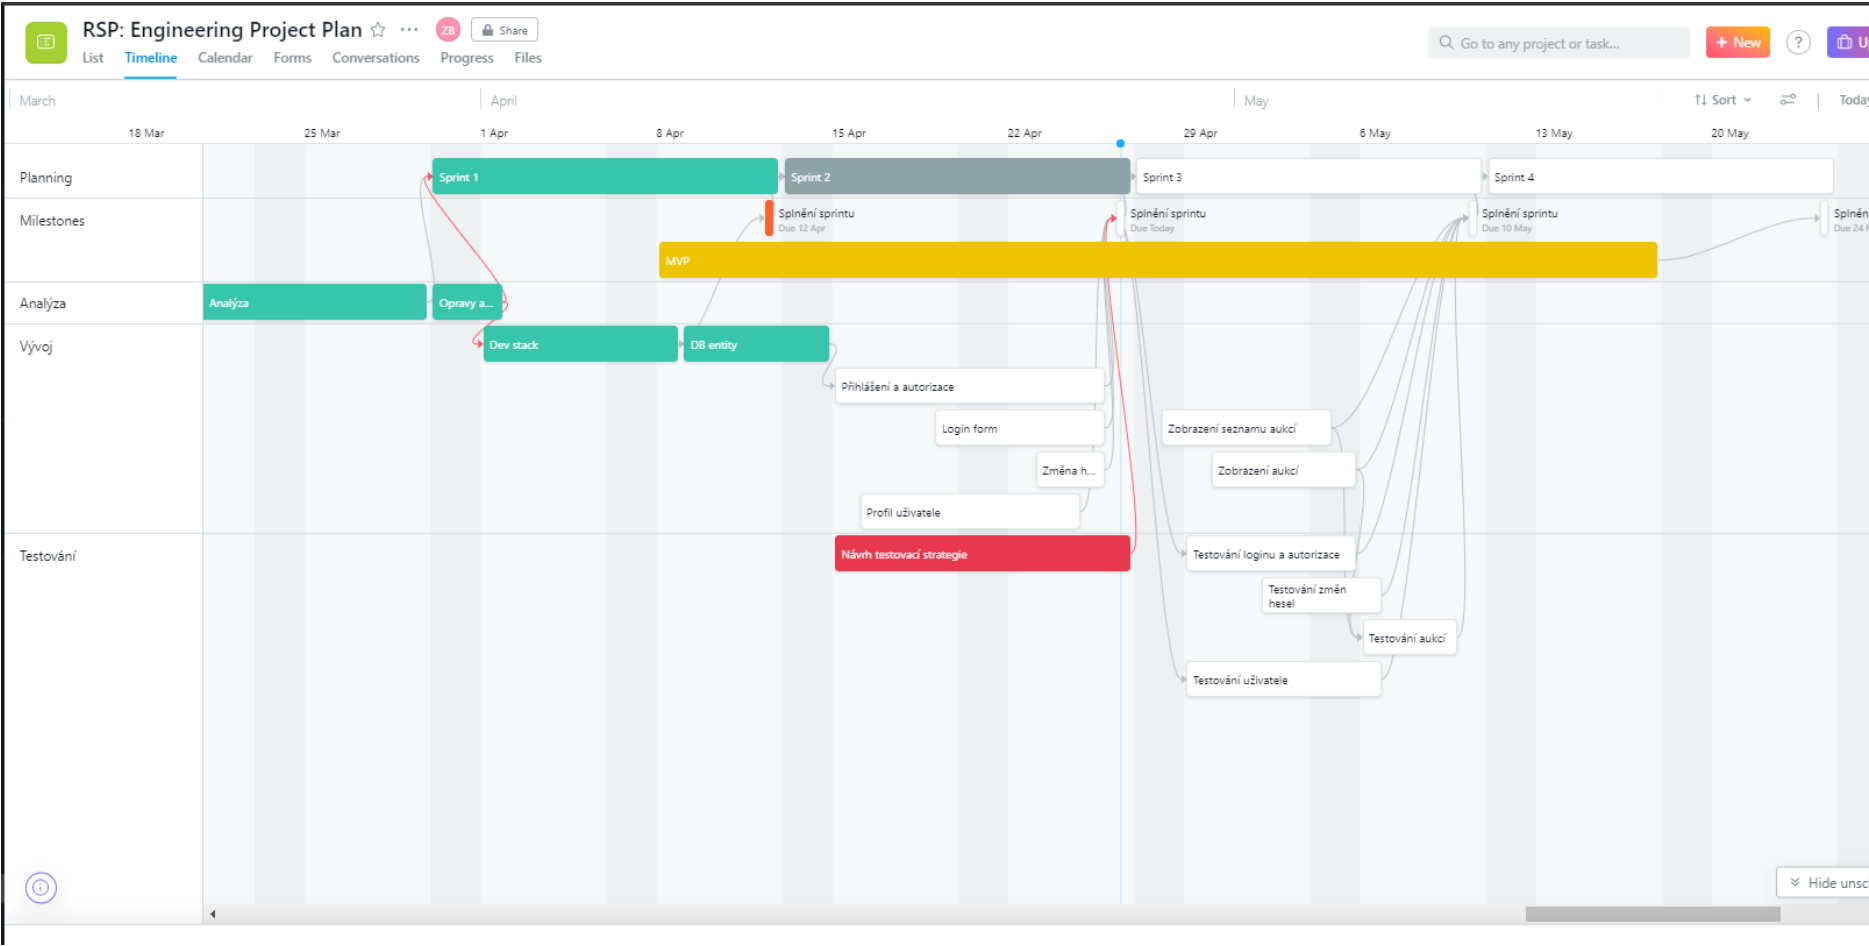 RSP: Engineering Project Plan
ZB
Share
List
Timeline
Calendar
Forms
Conversations
Progress
Files
Go to any project or task...
+ New
?
March
April
May
Sort
18 Mar
25 Mar
1 Apr
8 Apr
15 Apr
22 Apr
29 Apr
6 May
13 May
20 May
Planning
Sprint 1
Sprint 2
Sprint 3
Sprint 4
Milestones
Splnění sprintu
Due 12 Apr
Splnění sprintu
Due Today
Splnění sprintu
Due 10 May
Due 24
MVP
Analýza
Analýza
Opravy a...
Vývoj
Dev stack
DB entity
Přihlášení a autorizace
Login form
Změna h...
Profil uživatele
Zobrazení seznamu aukcí
Zobrazení aukcí
Testování
Návrh testovací strategie
Testování loginu a autorizace
Testování změn
hesel
Testování aukcí
Testování uživatele
Hide